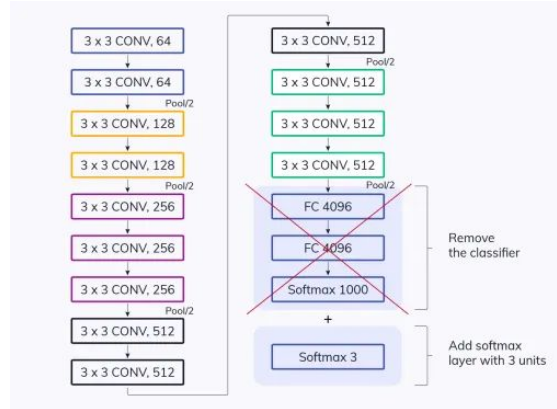 3 x 3 CONV, 64
3 x 3 CONV, 64
Pool/2
3 x 3 CONV, 128
3 x 3 CONV, 128
Pool/2
3 x 3 CONV, 256
3 x 3 CONV, 256
3 x 3 CONV, 256
Pool/2
3 x 3 CONV, 512
3 x 3 CONV, 512
3 x 3 CONV, 512
Pool/2
3 x 3 CONV, 512
3 x 3 CONV, 512
3 x 3 CONV, 512
Pool/2
FC 4096
FC 4096
Softmax 1000
Remove
the classifier
+
Softmax 3
Add softmax
layer with 3 units